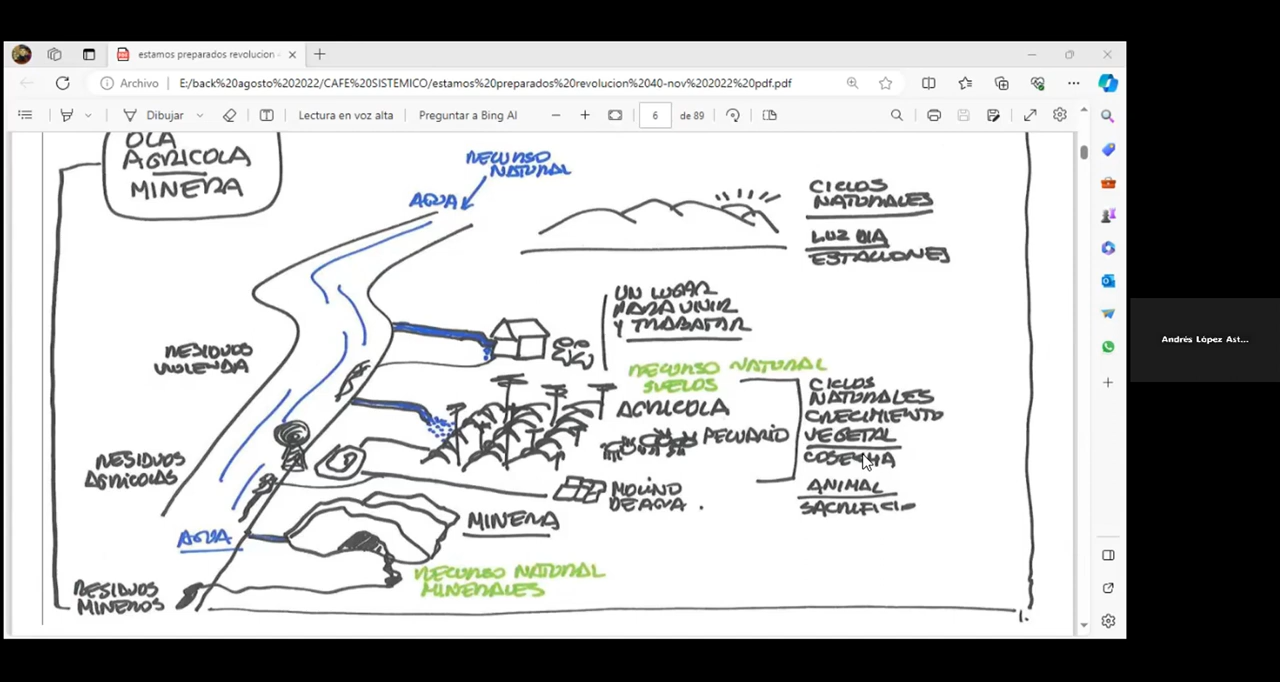 estamos preparados revolucion -
Archivo
E:/back%20agosto%202022/CAFE%20SISTEMICO/estamos%20preparados%20revolucion%2040-nov%202022%20pdf.pdf
Dibujar
Lectura en voz alta
Preguntar a Bing AI
6
de 89
OLA
AGRICOLA
MINERA
RECURSO
NATURAL
AGUA
CICLOS
NATURALES
LUZ DIA
ESTACIONES
UN LUGAR
PARA VIVIR
Y TRABAJAR
RESIDUOS
VIVIENDA
RECURSO NATURAL
SUELOS
AGRICOLA
PECUARIO
CICLOS
NATURALES
CRECIMIENTO
VEGETAL
COSECHA
ANIMAL
SACRIFICIO
RESIDUOS
AGRICOLAS
MOLINO
DE AGUA
MINERA
AGUA
RECURSO NATURAL
MINERALES
RESIDUOS
MINEROS
1.
Andrés López Ast...